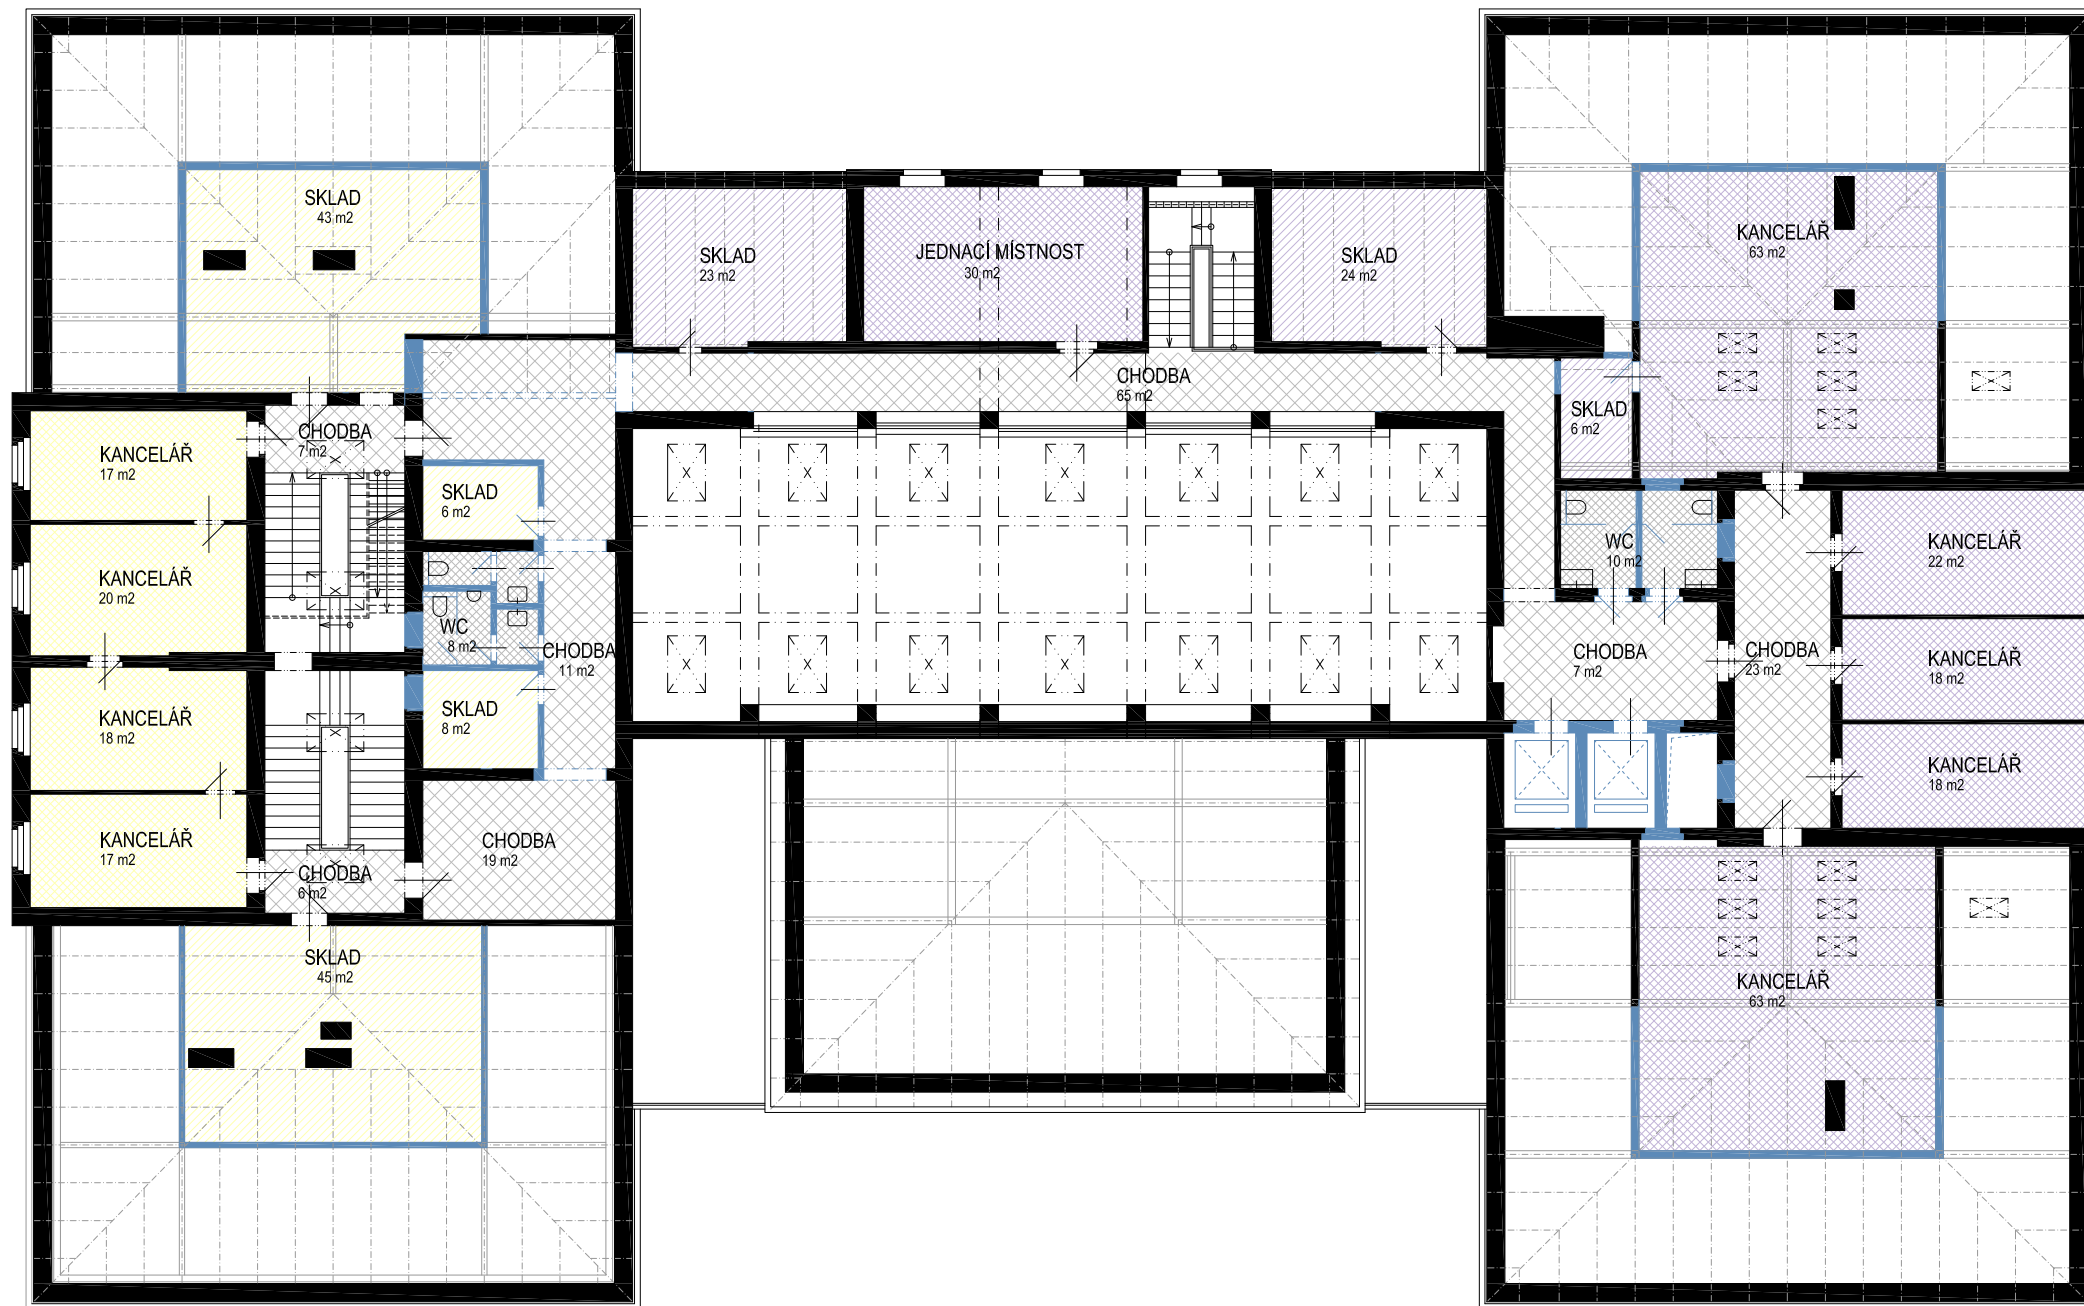 SKLAD
43 m2
SKLAD
23 m2
JEDNACÍ MÍSTNOST
30 m2
SKLAD
24 m2
KANCELÁŘ
63 m2
CHODBA
65 m2
SKLAD
6 m2
CHODBA
7 m2
KANCELÁŘ
17 m2
SKLAD
6 m2
KANCELÁŘ
20 m2
WC
8 m2
CHODBA
11 m2
WC
10 m2
KANCELÁŘ
22 m2
CHODBA
7 m2
CHODBA
23 m2
KANCELÁŘ
18 m2
KANCELÁŘ
18 m2
SKLAD
8 m2
KANCELÁŘ
18 m2
KANCELÁŘ
17 m2
CHODBA
6 m2
CHODBA
19 m2
SKLAD
45 m2
KANCELÁŘ
63 m2